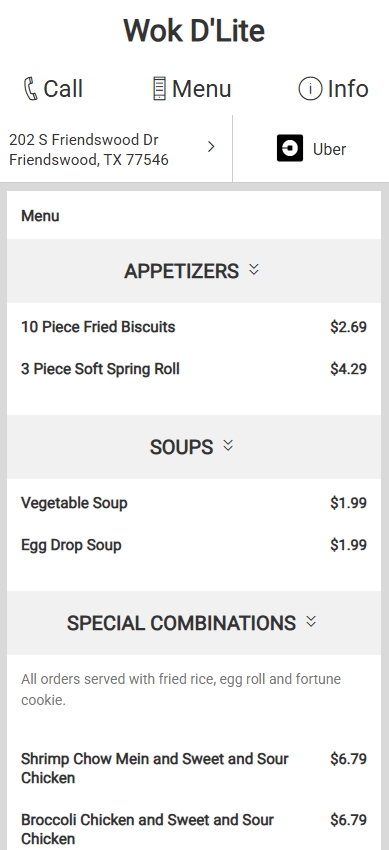 Wok D'Lite
Call
Menu
Info
202 S Friendswood Dr
Friendswood, TX 77546
Uber
Menu
APPETIZERS
10 Piece Fried Biscuits $2.69
3 Piece Soft Spring Roll $4.29
SOUPS
Vegetable Soup $1.99
Egg Drop Soup $1.99
SPECIAL COMBINATIONS
All orders served with fried rice, egg roll and fortune
cookie.
Shrimp Chow Mein and Sweet and Sour $6.79
Chicken
Broccoli Chicken and Sweet and Sour $6.79
Chicken